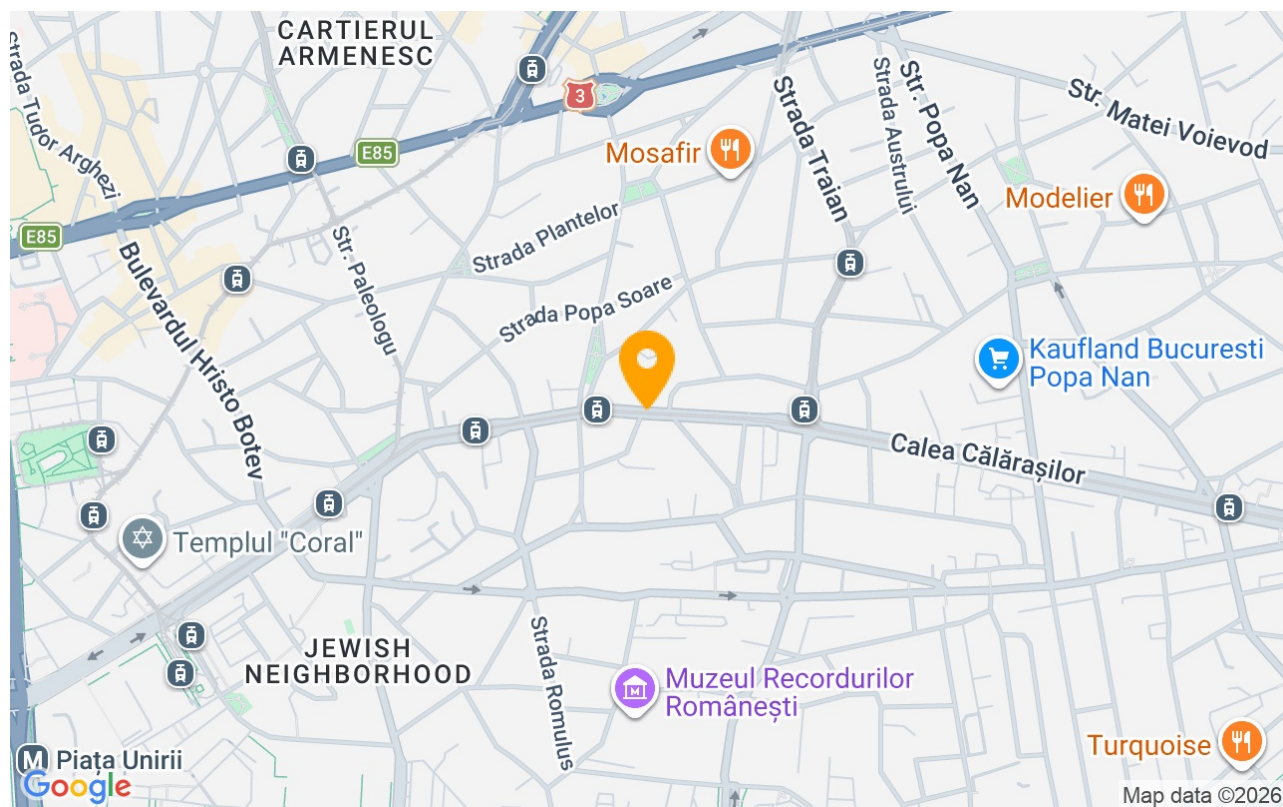 CARTIERUL
ARMENESC
Strada Tudor Arghezi
3
E85
E85
Mosafir
Strada Traian
Strada Austrului
Str. Popa Nan
Str. Matei Voievod
Modelier
Strada Plantelor
Str. Paleologu
Bulevardul Hristo Botev
Strada Popa Soare
Kaufland Bucuresti
Popa Nan
Calea Călărașilor
Templul "Coral"
JEWISH
NEIGHBORHOOD
Strada Romulus
M
Muzeul Recordurilor
Românești
Turquoise
M Piața Unirii
Google
Map data ©2026